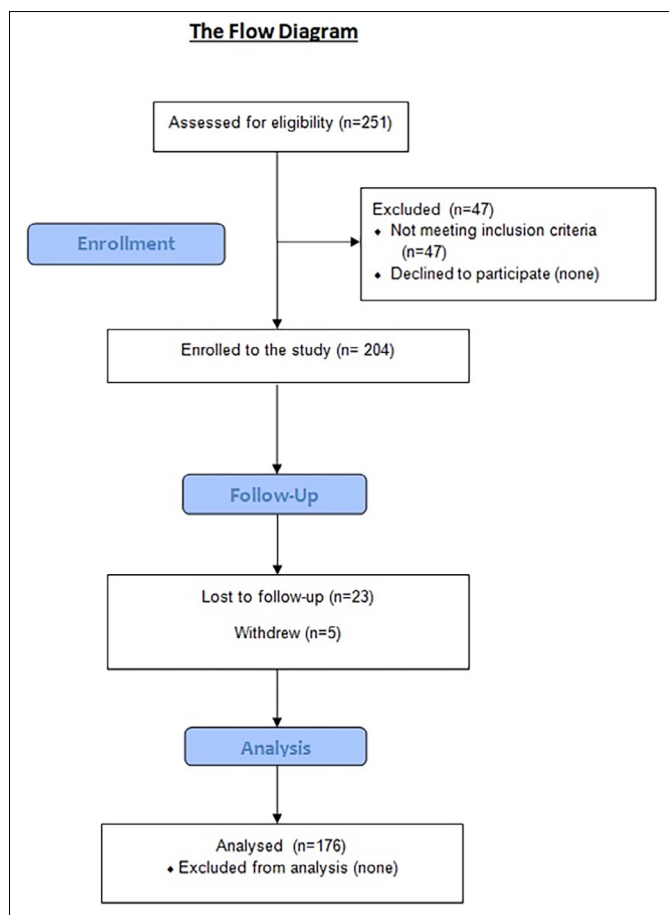 The Flow Diagram
Assessed for eligibility (n=251)
Excluded (n=47)
♦ Not meeting inclusion criteria
(n=47)
♦ Declined to participate (none)
Enrollment
Enrolled to the study (n= 204)
Follow-Up
Lost to follow-up (n=23)
Withdrew (n=5)
Analysis
Analysed (n=176)
♦ Excluded from analysis (none)